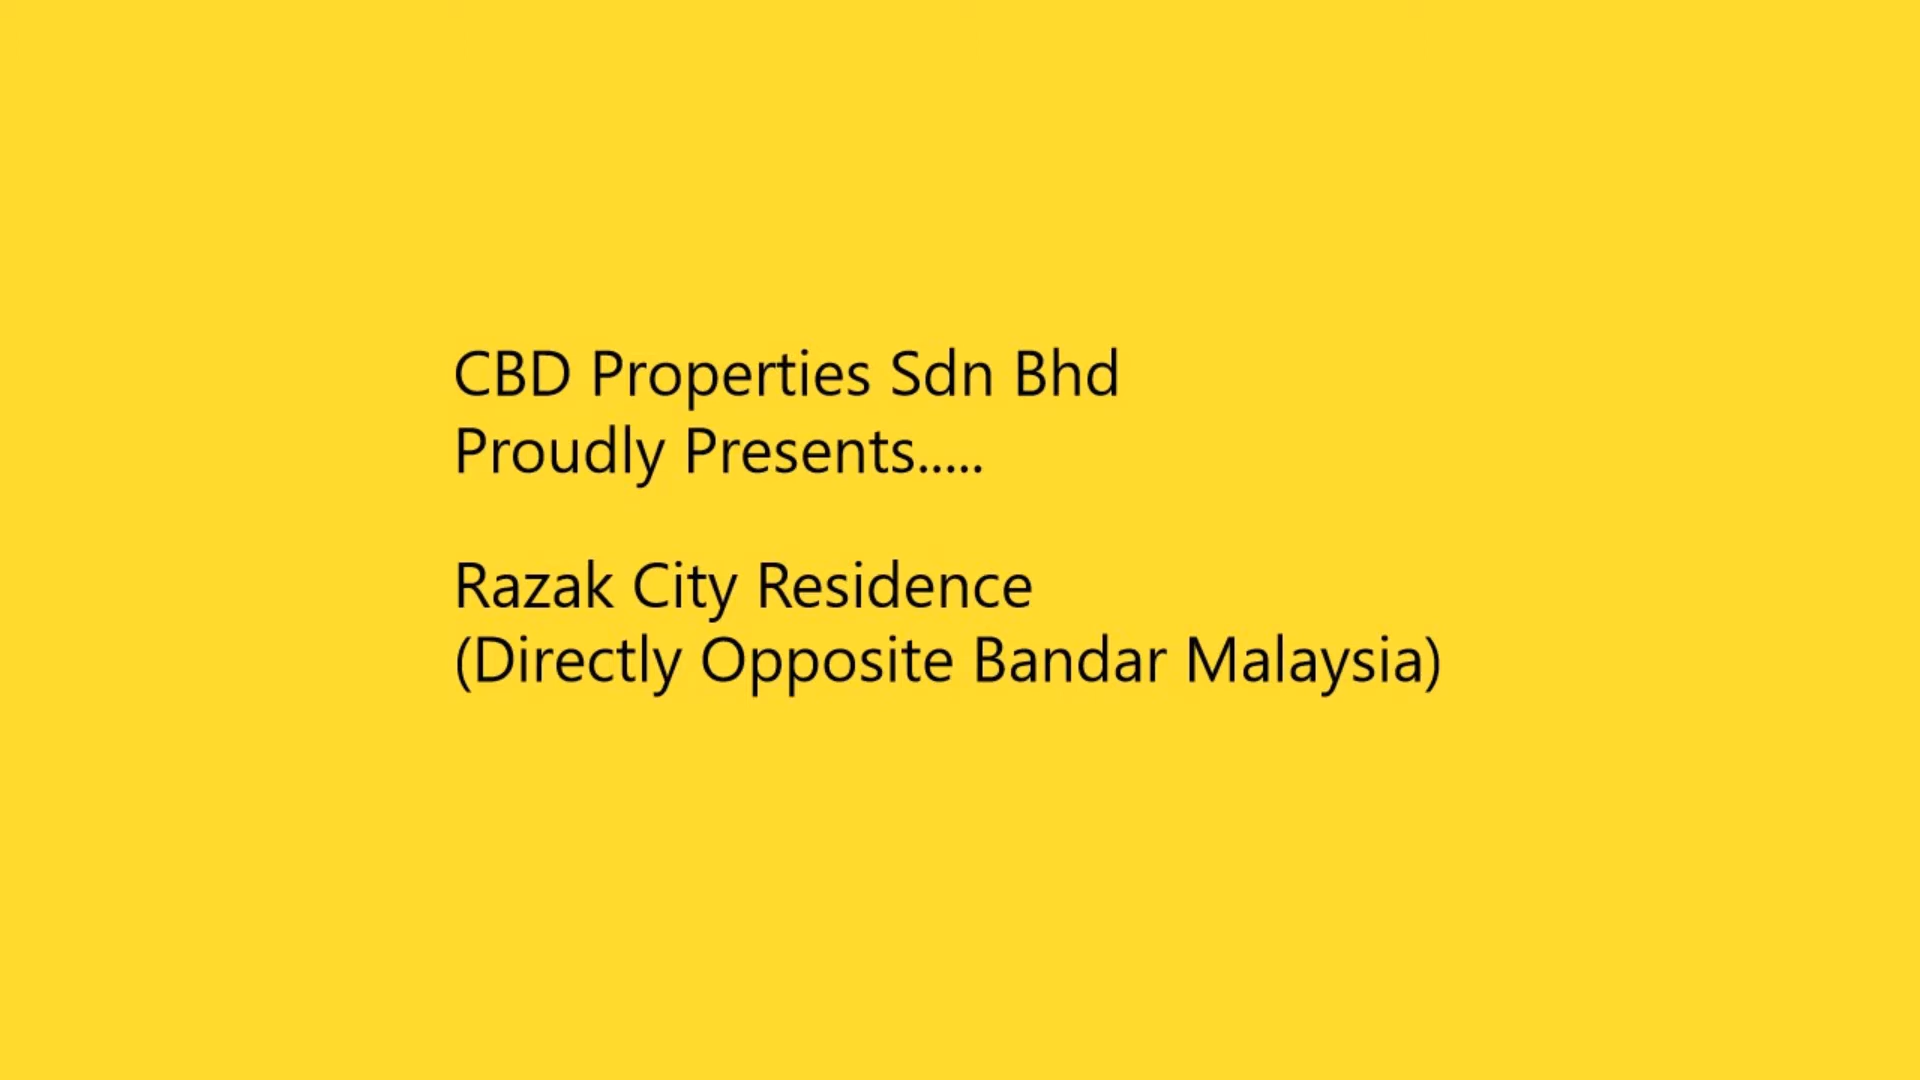 CBD Properties Sdn Bhd
Proudly Presents.....
Razak City Residence
(Directly Opposite Bandar Malaysia)